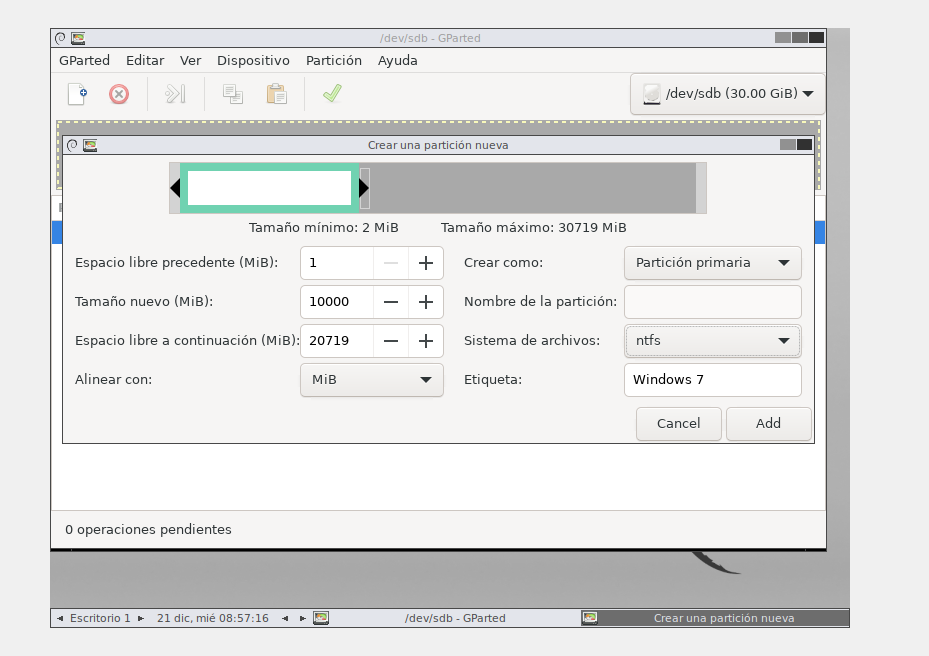 /dev/sdb - GParted
GParted Editar Ver Dispositivo Partición Ayuda
/dev/sdb (30.00 GiB)
Crear una partición nueva
Tamaño mínimo: 2 MiB Tamaño máximo: 30719 MiB
Espacio libre precedente (MiB): 1 Crear como: Partición primaria
Tamaño nuevo (MiB): 10000 Nombre de la partición:
Espacio libre a continuación (MiB): 20719 Sistema de archivos: ntfs
Alinear con: MiB Etiqueta: Windows 7
Cancel Add
0 operaciones pendientes
Escritorio 1 21 dic, mié 08:57:16 /dev/sdb - GParted Crear una partición nueva